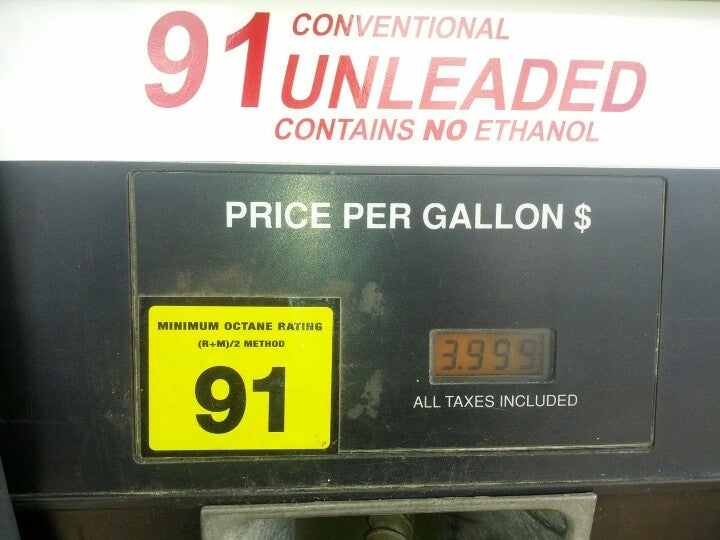 91 CONVENTIONAL
UNLEADED
CONTAINS NO ETHANOL
PRICE PER GALLON $
MINIMUM OCTANE RATING
(R+M)/2 METHOD
91
3.999
ALL TAXES INCLUDED